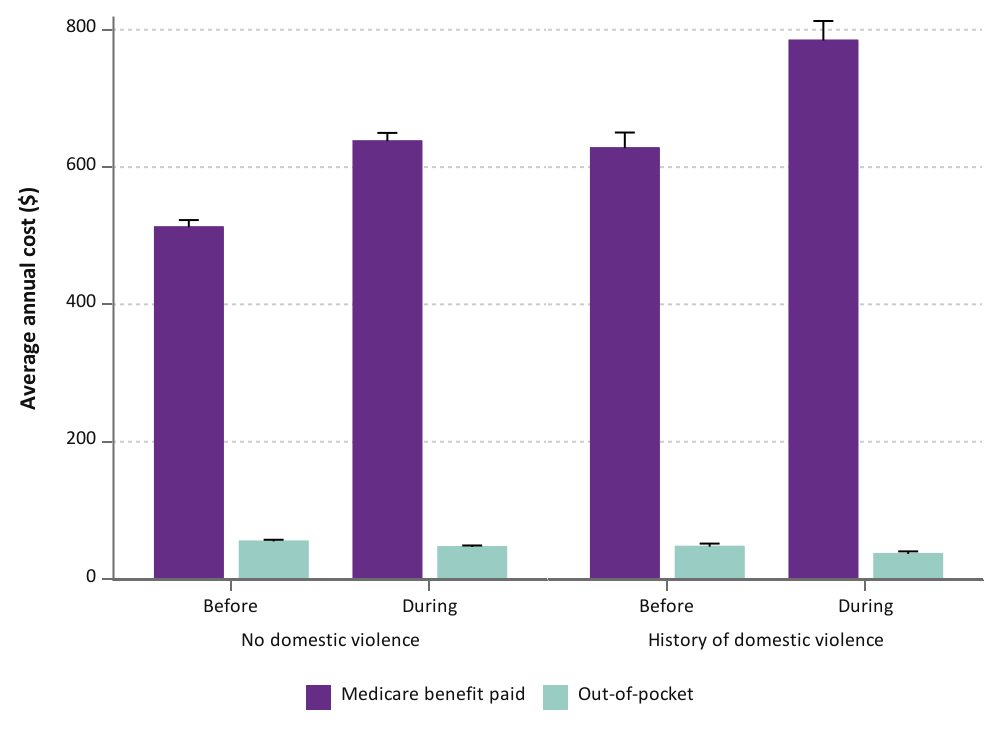 Average annual cost ($)
800
600
400
200
0
Before
During
Before
During
No domestic violence
History of domestic violence
Medicare benefit paid
Out-of-pocket